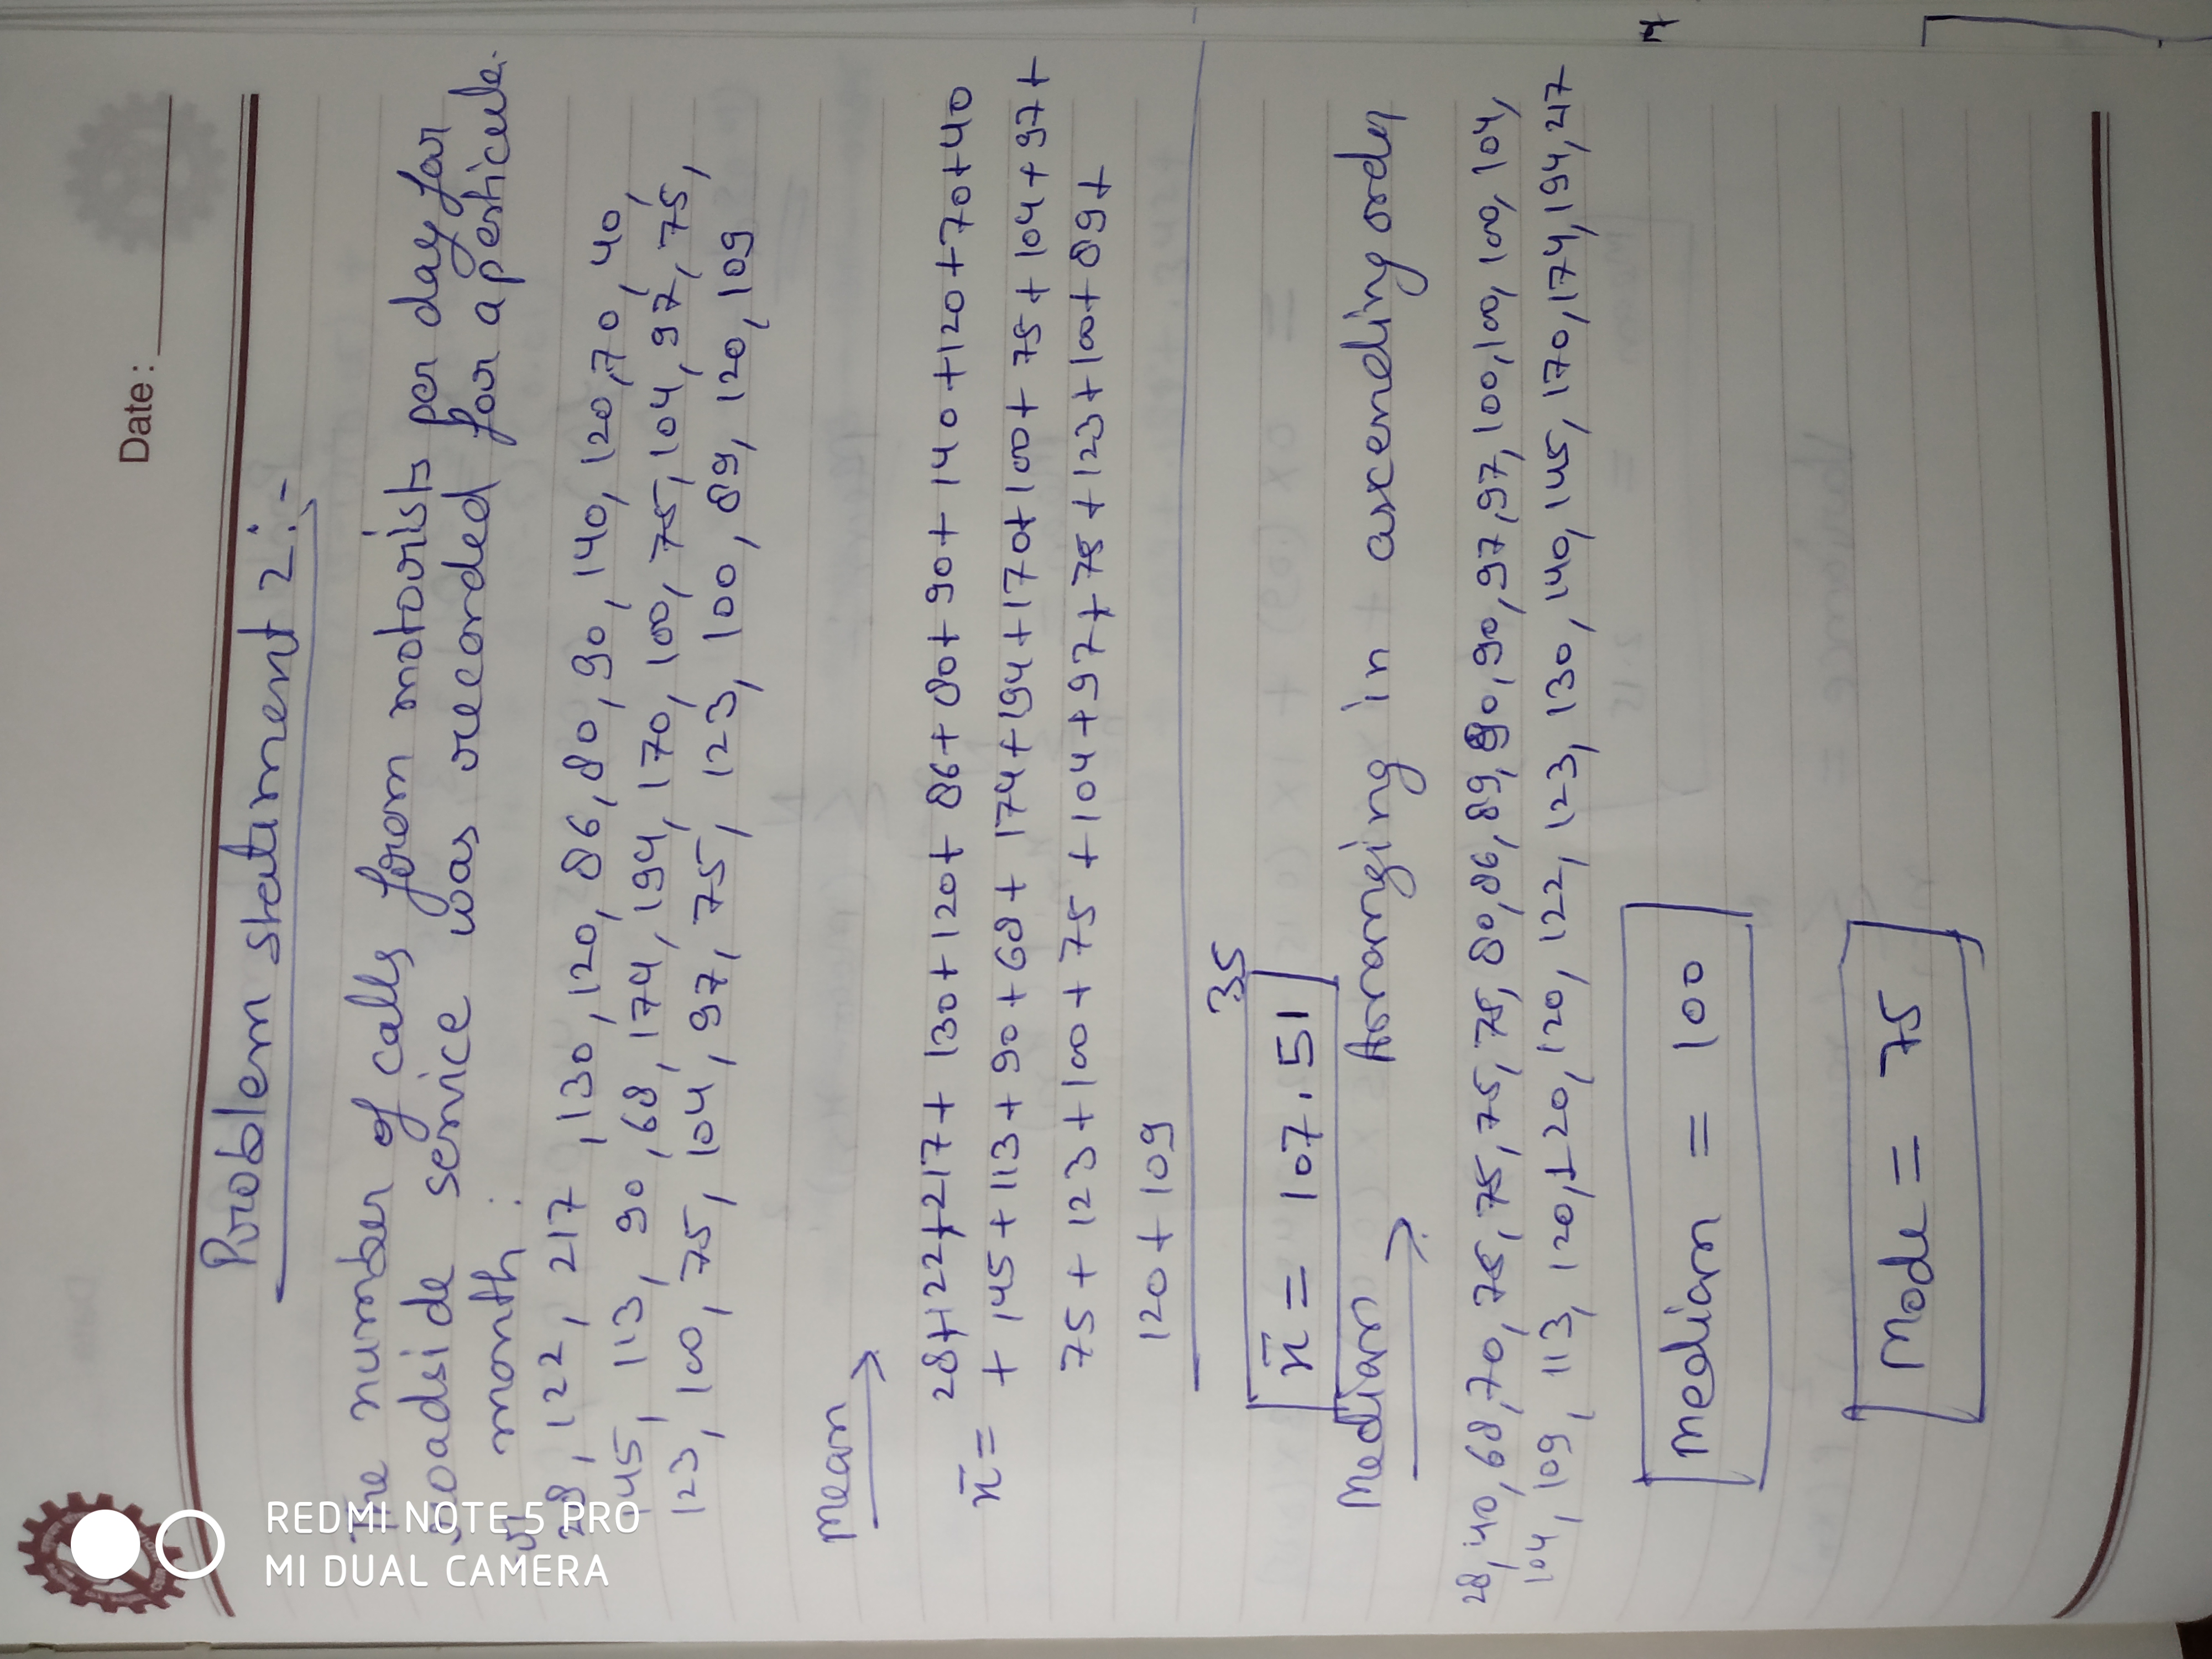 Date:
Problem statement 2:-
The number of calls from motorists per day for
roadside service was recorded for a perticular
month :
28, 122, 217, 130, 120, 86, 80, 90, 140, 120, 70, 40,
145, 113, 90, 68, 174, 194, 170, 100, 75, 104, 97, 75,
123, 100, 75, 104, 97, 75, 123, 100, 89, 120, 109
Mean
x̄ = 28+122+217+ 130+120+ 86+80+90+ 140+120+70+40
+145+113+90+68+ 174+194+170+100+ 75+104+97+
75+ 123+100+75 +104+97+75+123+100+89+
120+109
35
x̄ = 107.51
Median Arranging in ascending order
28, 40, 68, 70, 75, 75, 75, 75, 80, 86, 89, 90, 90, 97, 97, 100, 100, 100, 104,
104, 109, 113, 120, 120, 120, 122, 123, 130, 140, 145, 170, 174, 194, 217
Median = 100
Mode = 75
REDMI NOTE 5 PRO
MI DUAL CAMERA